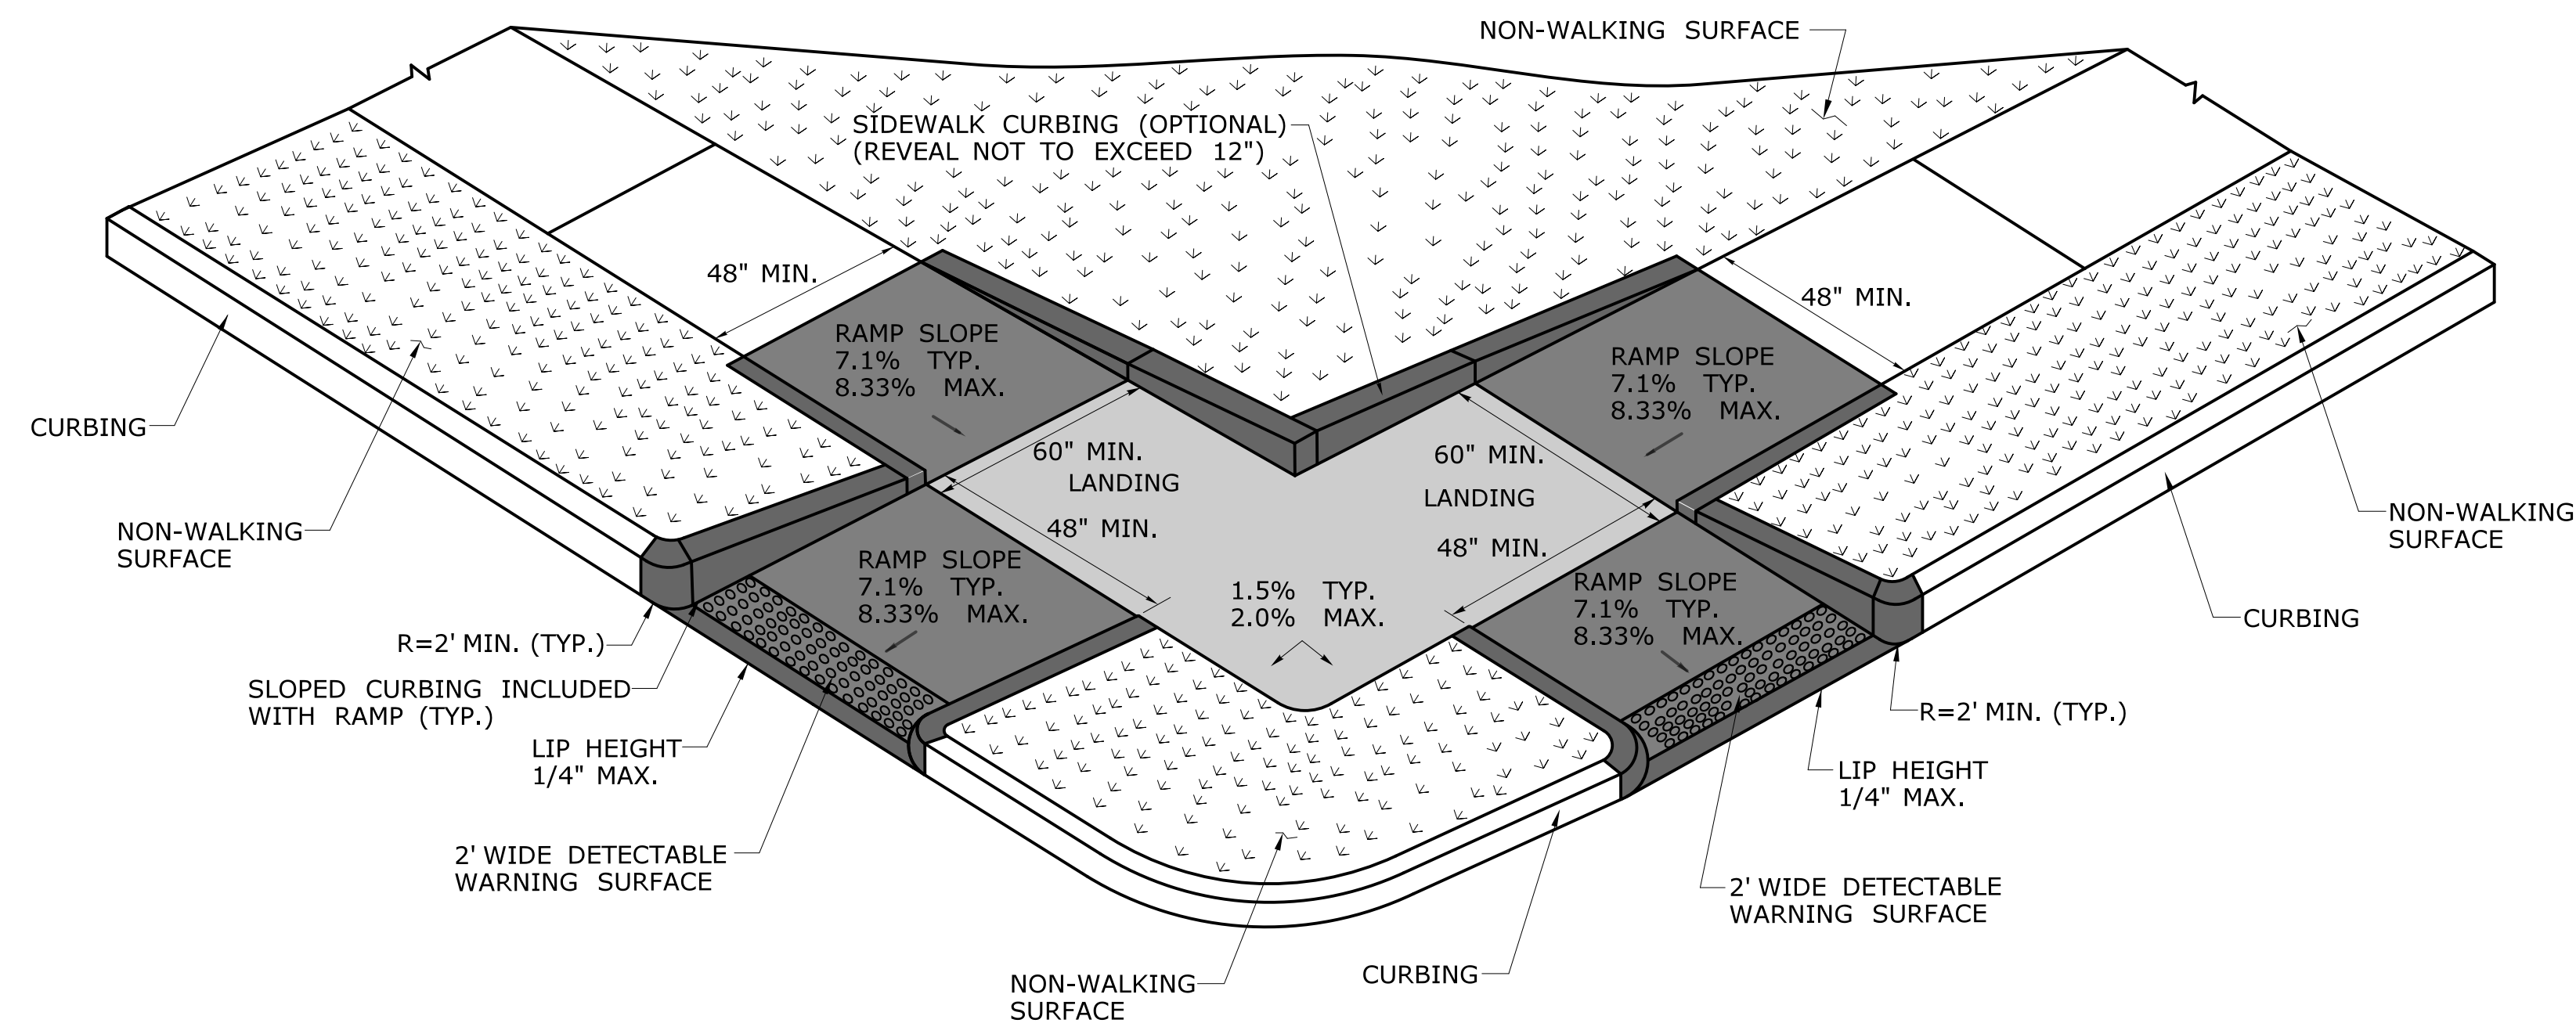 NON-WALKING SURFACE
SIDEWALK CURBING (OPTIONAL)
(REVEAL NOT TO EXCEED 12")
48" MIN.
48" MIN.
RAMP SLOPE
7.1% TYP.
8.33% MAX.
RAMP SLOPE
7.1% TYP.
8.33% MAX.
CURBING
60" MIN.
LANDING
48" MIN.
60" MIN.
LANDING
48" MIN.
NON-WALKING
SURFACE
NON-WALKING
SURFACE
RAMP SLOPE
7.1% TYP.
8.33% MAX.
1.5% TYP.
2.0% MAX.
RAMP SLOPE
7.1% TYP.
8.33% MAX.
CURBING
R=2' MIN. (TYP.)
SLOPED CURBING INCLUDED
WITH RAMP (TYP.)
R=2' MIN. (TYP.)
LIP HEIGHT
1/4" MAX.
LIP HEIGHT
1/4" MAX.
2' WIDE DETECTABLE
WARNING SURFACE
2' WIDE DETECTABLE
WARNING SURFACE
NON-WALKING
SURFACE
CURBING